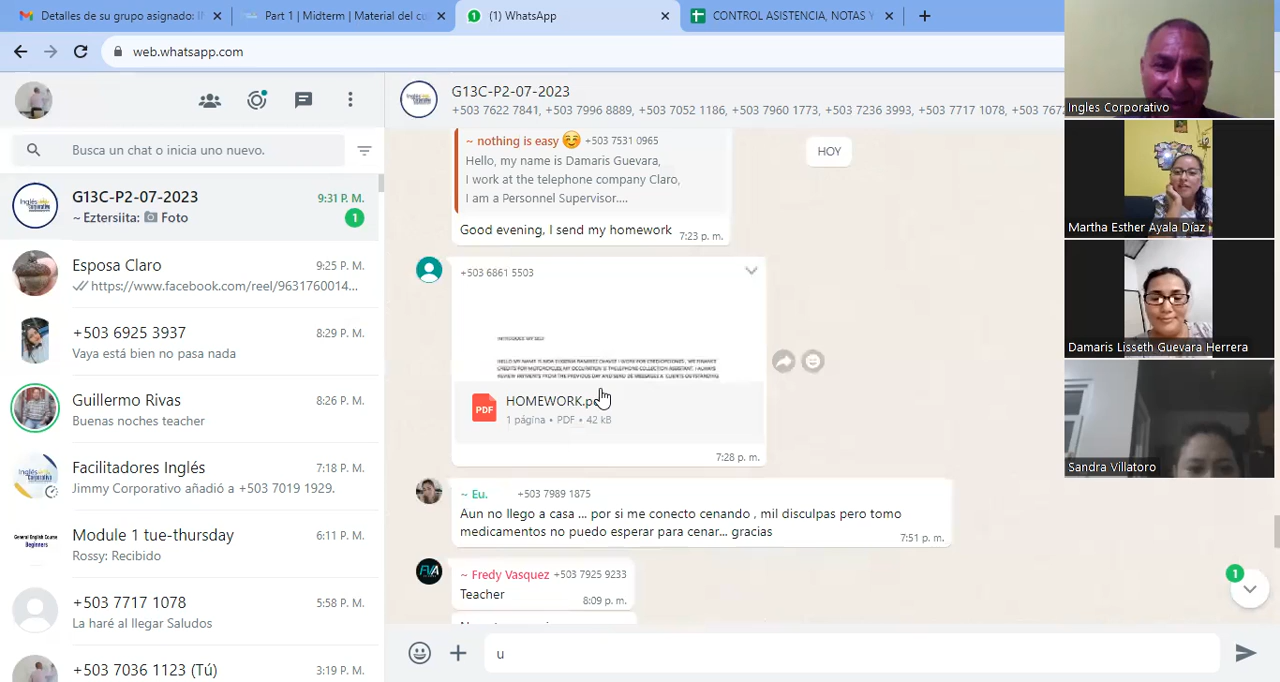 Detalles de su grupo asignado: I
Part 1 | Midterm | Material del cu
(1) WhatsApp
CONTROL ASISTENCIA, NOTAS Y
web.whatsapp.com
Busca un chat o inicia uno nuevo.
G13C-P2-07-2023
9:31 P. M.
~ Eztersiita: Foto
1
Esposa Claro
9:25 P. M.
https://www.facebook.com/reel/9631760014...
+503 6925 3937
8:29 P. M.
Vaya está bien no pasa nada
Guillermo Rivas
8:26 P. M.
Buenas noches teacher
Facilitadores Inglés
7:18 P. M.
Jimmy Corporativo añadió a +503 7019 1929.
Module 1 tue-thursday
6:11 P. M.
Rossy: Recibido
+503 7717 1078
5:58 P. M.
La haré al llegar Saludos
+503 7036 1123 (Tú)
3:19 P. M.
G13C-P2-07-2023
+503 7622 7841, +503 7996 8889, +503 7052 1186, +503 7960 1773, +503 7236 3993, +503 7717 1078, +503 767
HOY
~ nothing is easy +503 7531 0965
Hello, my name is Damaris Guevara,
I work at the telephone company Claro,
I am a Personnel Supervisor....
Good evening, I send my homework
7:23 p. m.
+503 6861 5503
PDF
HOMEWORK.p
1 página • PDF • 42 kB
7:28 p. m.
~ Eu. +503 7989 1875
Aun no llego a casa ... por si me conecto cenando , mil disculpas pero tomo
medicamentos no puedo esperar para cenar... gracias
7:51 p. m.
FVA
~ Fredy Vasquez +503 7925 9233
Teacher
8:09 p. m.
1
u
Ingles Corporativo
Martha Esther Ayala Díaz
Damaris Lisseth Guevara Herrera
Sandra Villatoro